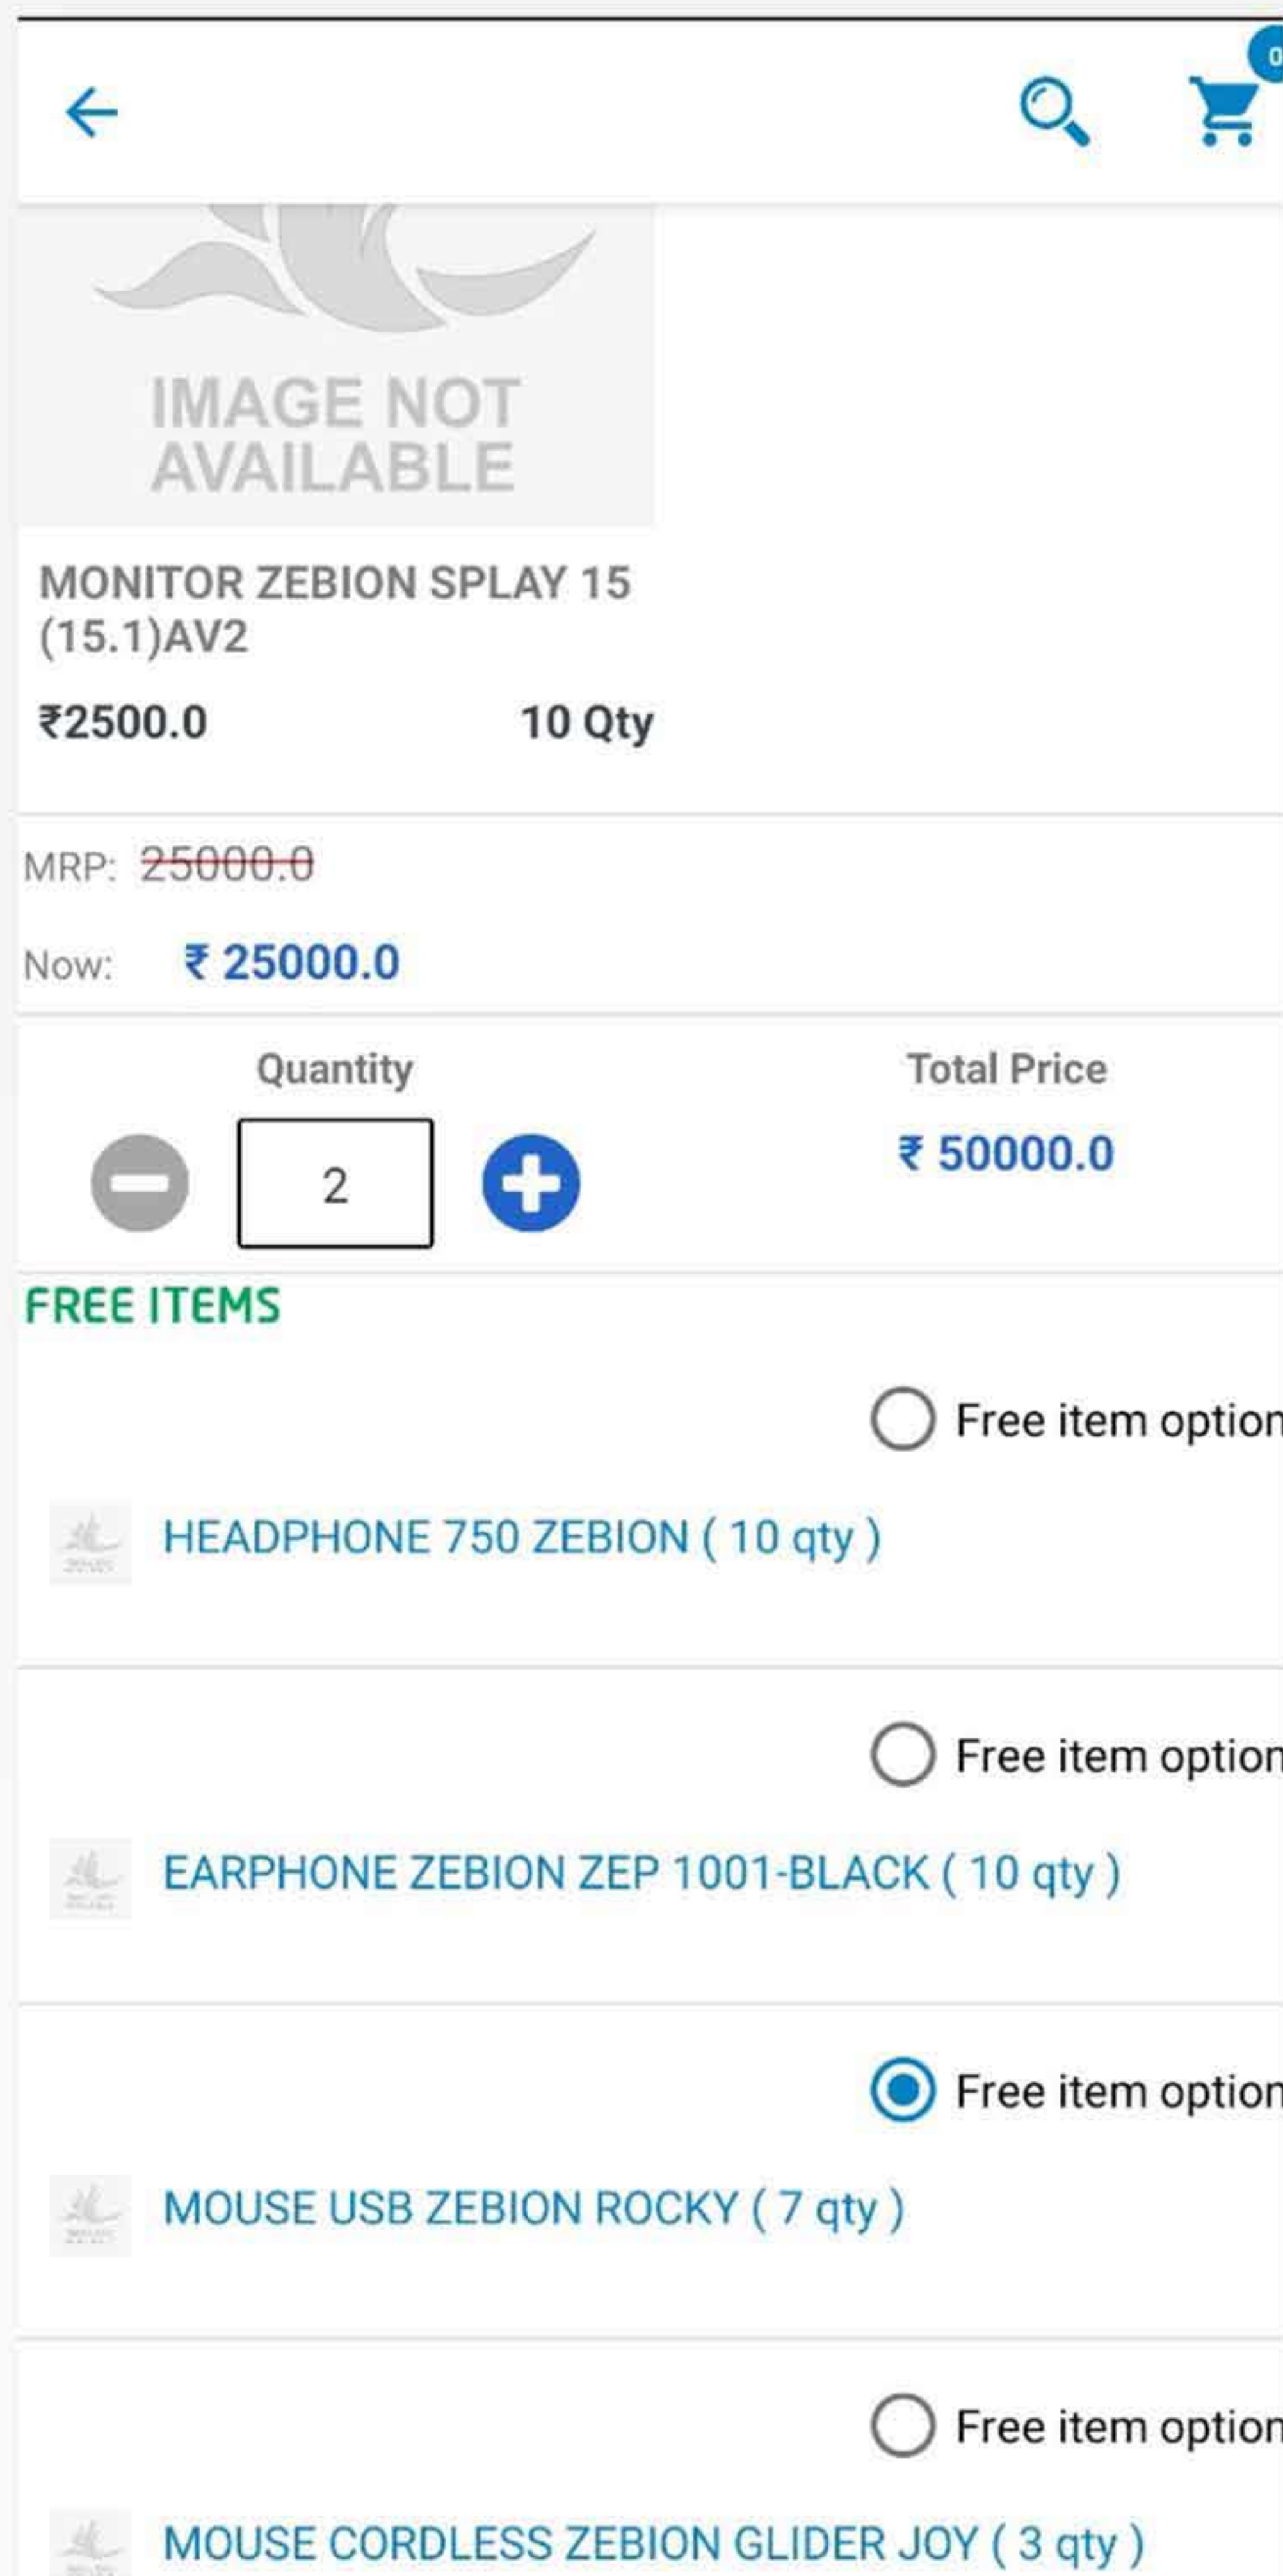 0
IMAGE NOT
AVAILABLE
MONITOR ZEBION SPLAY 15
(15.1)AV2
₹2500.0 10 Qty
MRP: 25000.0
Now: ₹ 25000.0
Quantity Total Price
2 ₹ 50000.0
FREE ITEMS
Free item option
HEADPHONE 750 ZEBION ( 10 qty )
Free item option
EARPHONE ZEBION ZEP 1001-BLACK ( 10 qty )
Free item option
MOUSE USB ZEBION ROCKY ( 7 qty )
Free item option
MOUSE CORDLESS ZEBION GLIDER JOY ( 3 qty )